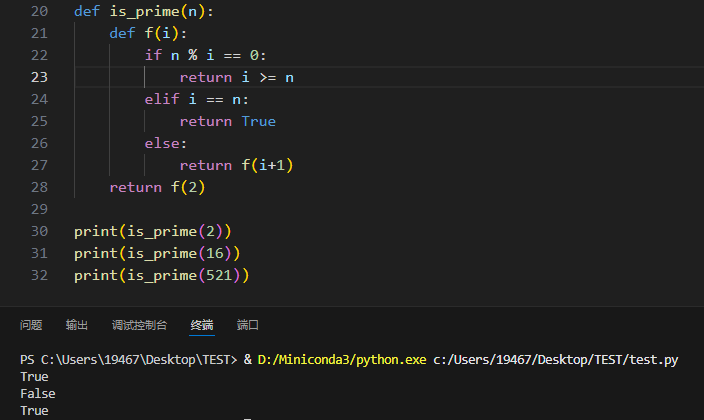 20 def is_prime(n):
21     def f(i):
22         if n % i == 0:
23             return i >= n
24         elif i == n:
25             return True
26         else:
27             return f(i+1)
28     return f(2)
29
30 print(is_prime(2))
31 print(is_prime(16))
32 print(is_prime(521))
问题 输出 调试控制台 终端 端口
PS C:\Users\19467\Desktop\TEST> & D:/Miniconda3/python.exe c:/Users/19467/Desktop/TEST/test.py
True
False
True